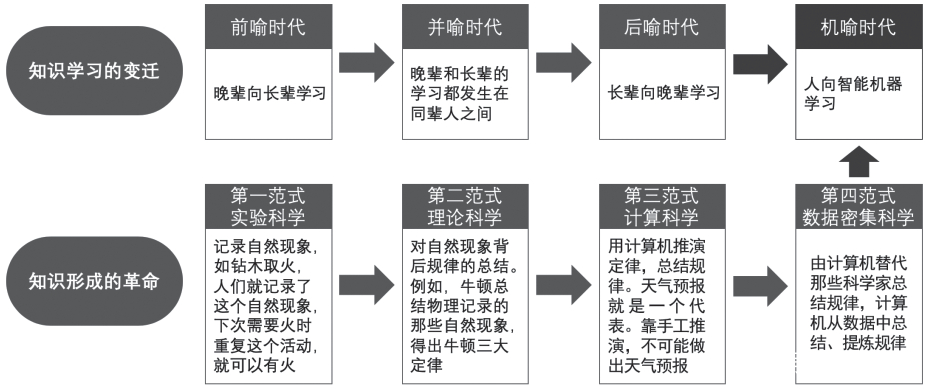 知识学习的变迁
前喻时代
晚辈向长辈学习
并喻时代
晚辈和长辈的
学习都发生在
同辈人之间
后喻时代
长辈向晚辈学习
机喻时代
人向智能机器
学习
知识形成的革命
第一范式
实验科学
记录自然现象，
如钻木取火，
人们就记录了
这个自然现象，
下次需要火时
重复这个活动，
就可以有火
第二范式
理论科学
对自然现象背
后规律的总结。
例如，牛顿总
结物理记录的
那些自然现象，
得出牛顿三大
定律
第三范式
计算科学
用计算机推演
定律，总结规
律。天气预报
就是一个代
表。靠手工推
演，不可能做
出天气预报
第四范式
数据密集科学
由计算机替代
那些科学家总
结规律，计算
机从数据中总
结、提炼规律